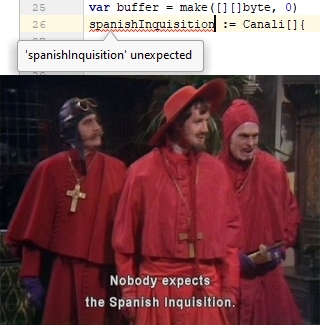 25 var buffer = make([][]byte, 0)
26 spanishInquisition := Canali[]{
'spanishInquisition' unexpected
Nobody expects
the Spanish Inquisition.